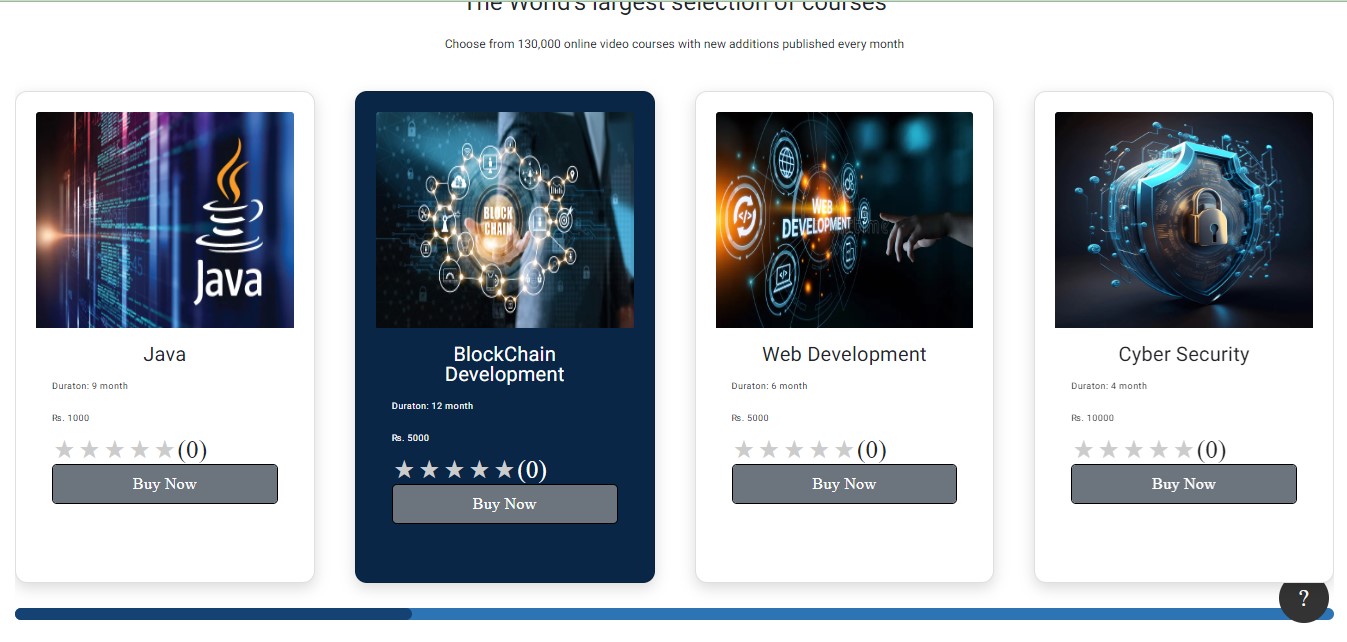 The World's largest selection of courses
Choose from 130,000 online video courses with new additions published every month
Java
BLOCK
CHAIN
WEB
DEVELOPMENT
Java
BlockChain
Development
Web Development
Cyber Security
Duraton: 9 month
Duraton: 12 month
Duraton: 6 month
Duraton: 4 month
Rs. 1000
Rs. 5000
Rs. 5000
Rs. 10000
★★★★★(0)
★★★★★(0)
★★★★★(0)
★★★★★(0)
Buy Now
Buy Now
Buy Now
Buy Now
?